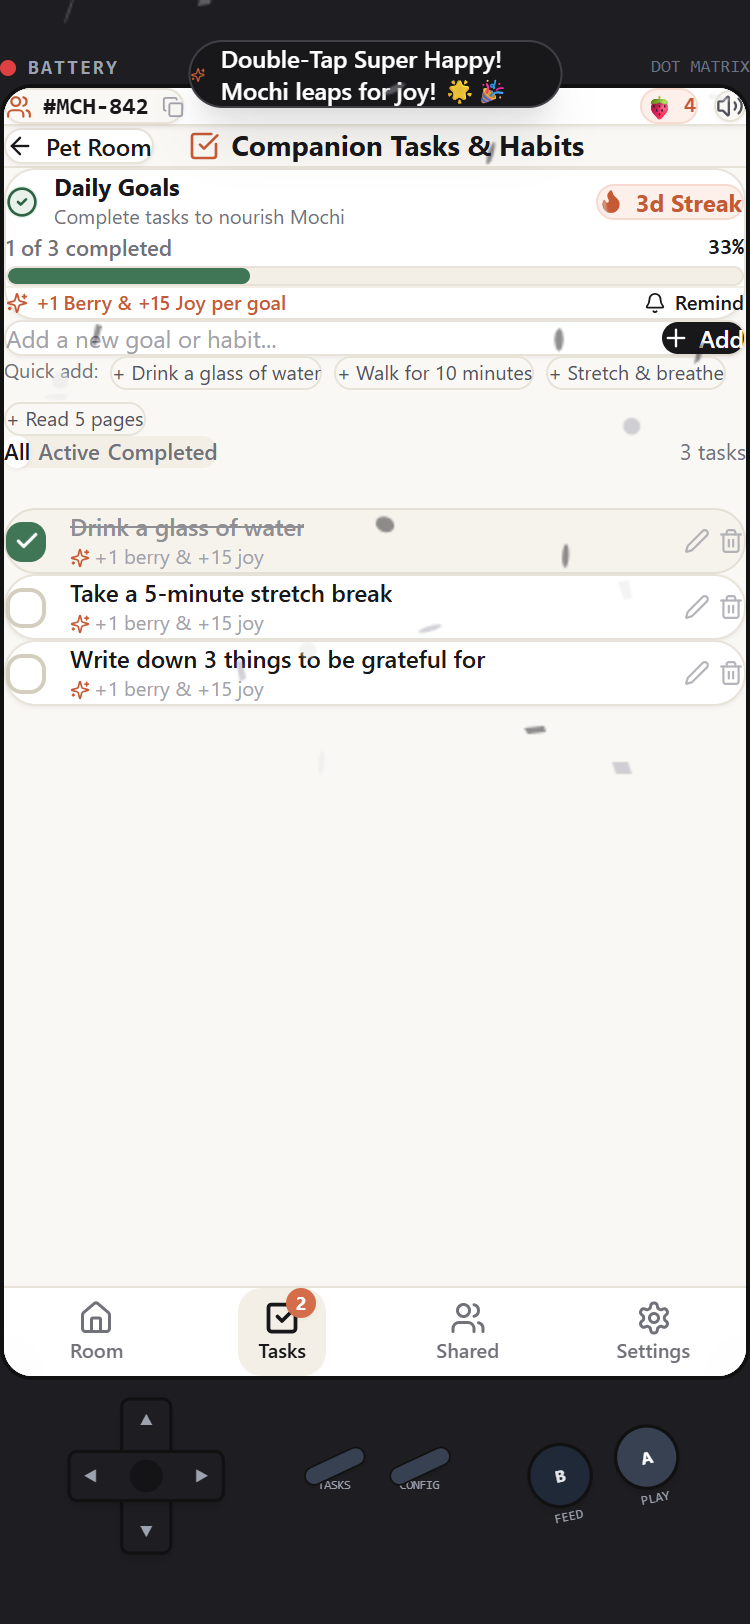 Double-Tap Super Happy!
Mochi leaps for joy! 🌟 🎉
BATTERY
DOT MATRIX
#MCH-842
4
Pet Room
Companion Tasks & Habits
Daily Goals
Complete tasks to nourish Mochi
3d Streak
1 of 3 completed
33%
+1 Berry & +15 Joy per goal
Remind
Add a new goal or habit...
+ Add
Quick add:
+ Drink a glass of water
+ Walk for 10 minutes
+ Stretch & breathe
+ Read 5 pages
All Active Completed
3 tasks
Drink a glass of water
+1 berry & +15 joy
Take a 5-minute stretch break
+1 berry & +15 joy
Write down 3 things to be grateful for
+1 berry & +15 joy
Room
2
Tasks
Shared
Settings
TASKS
CONFIG
B
FEED
A
PLAY